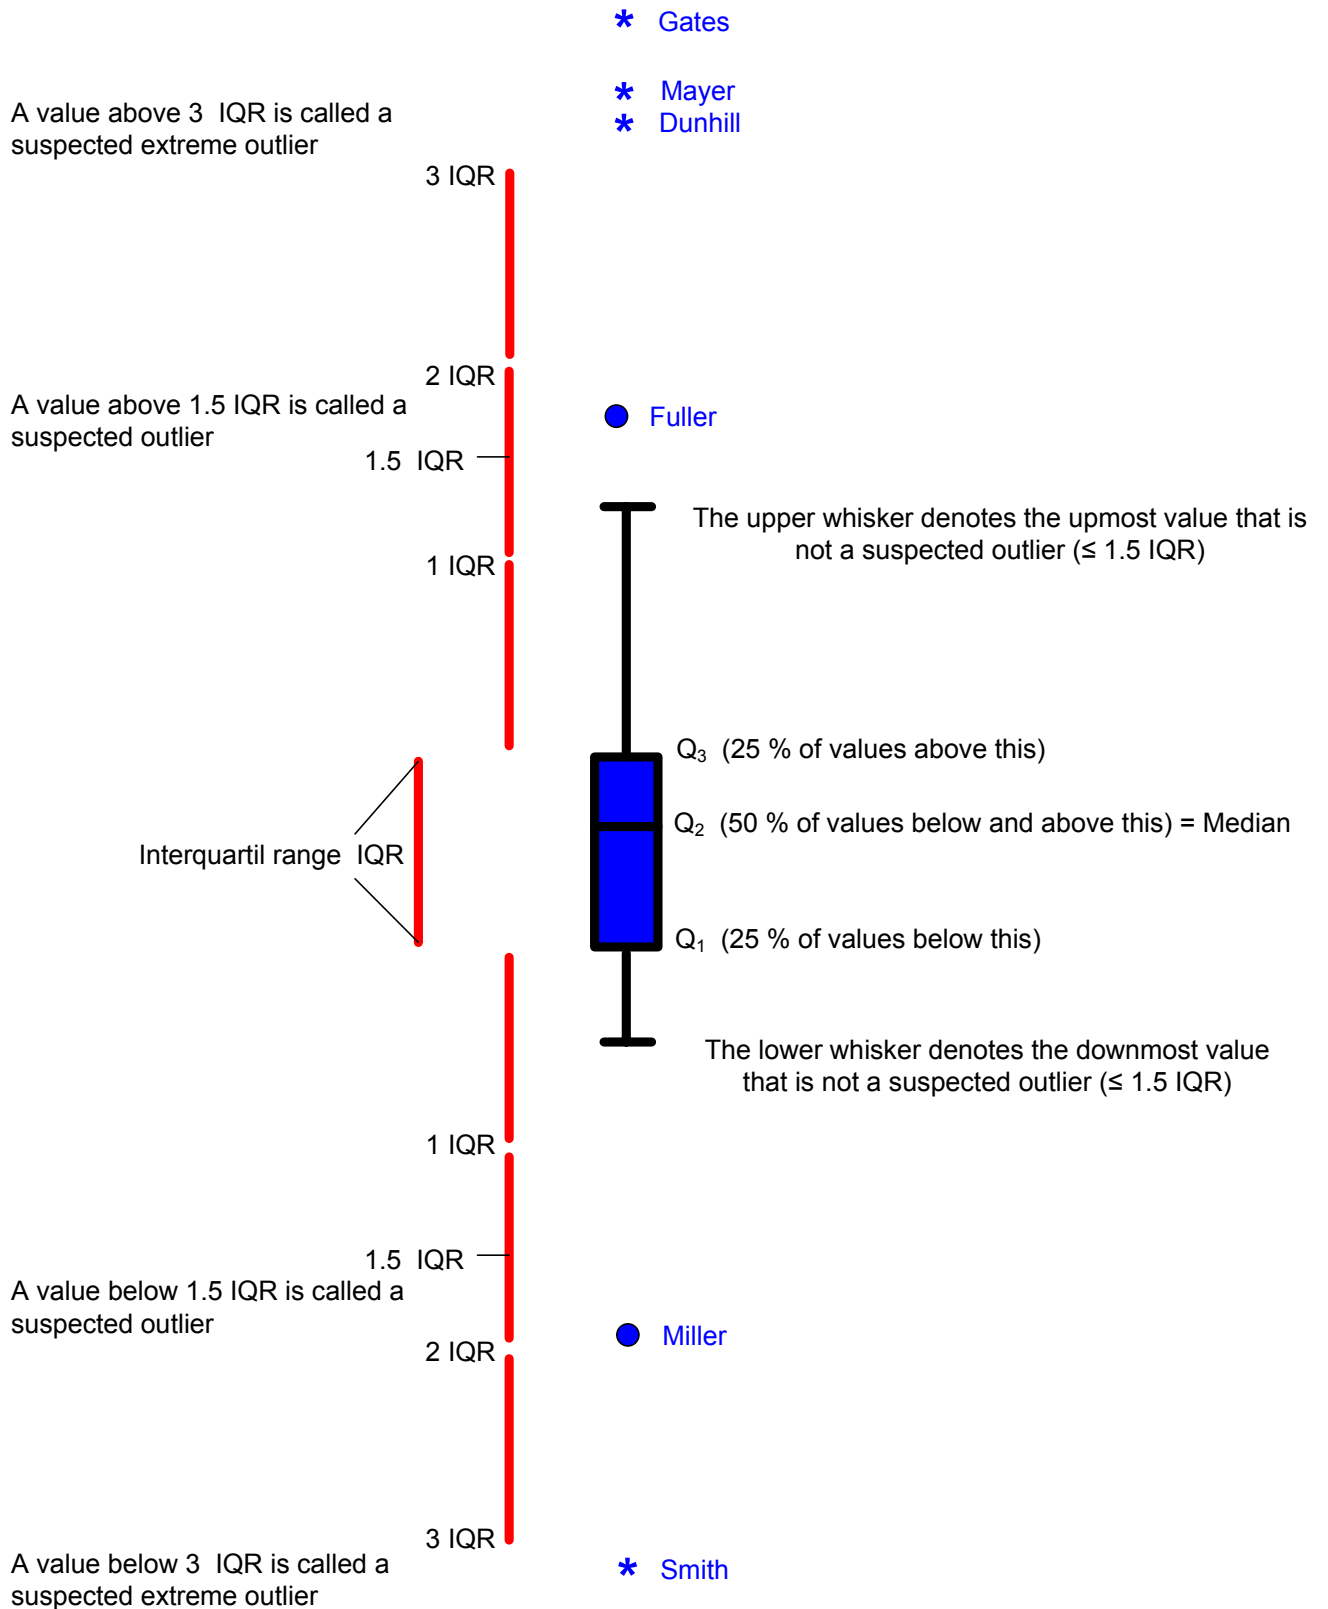 Gates
Mayer
A value above 3 IQR is called a
Dunhill
suspected extreme outlier
3 IQR
2 IQR
A value above 1.5 IQR is called a
Fuller
suspected outlier
1.5 IQR
The upper whisker denotes the upmost value that is
not a suspected outlier (≤ 1.5 IQR)
1 IQR
Q₃ (25 % of values above this)
Q₂ (50 % of values below and above this) = Median
Interquartil range IQR
Q₁ (25 % of values below this)
The lower whisker denotes the downmost value
that is not a suspected outlier (≤ 1.5 IQR)
1 IQR
1.5 IQR
A value below 1.5 IQR is called a
suspected outlier
Miller
2 IQR
3 IQR
A value below 3 IQR is called a
Smith
suspected extreme outlier